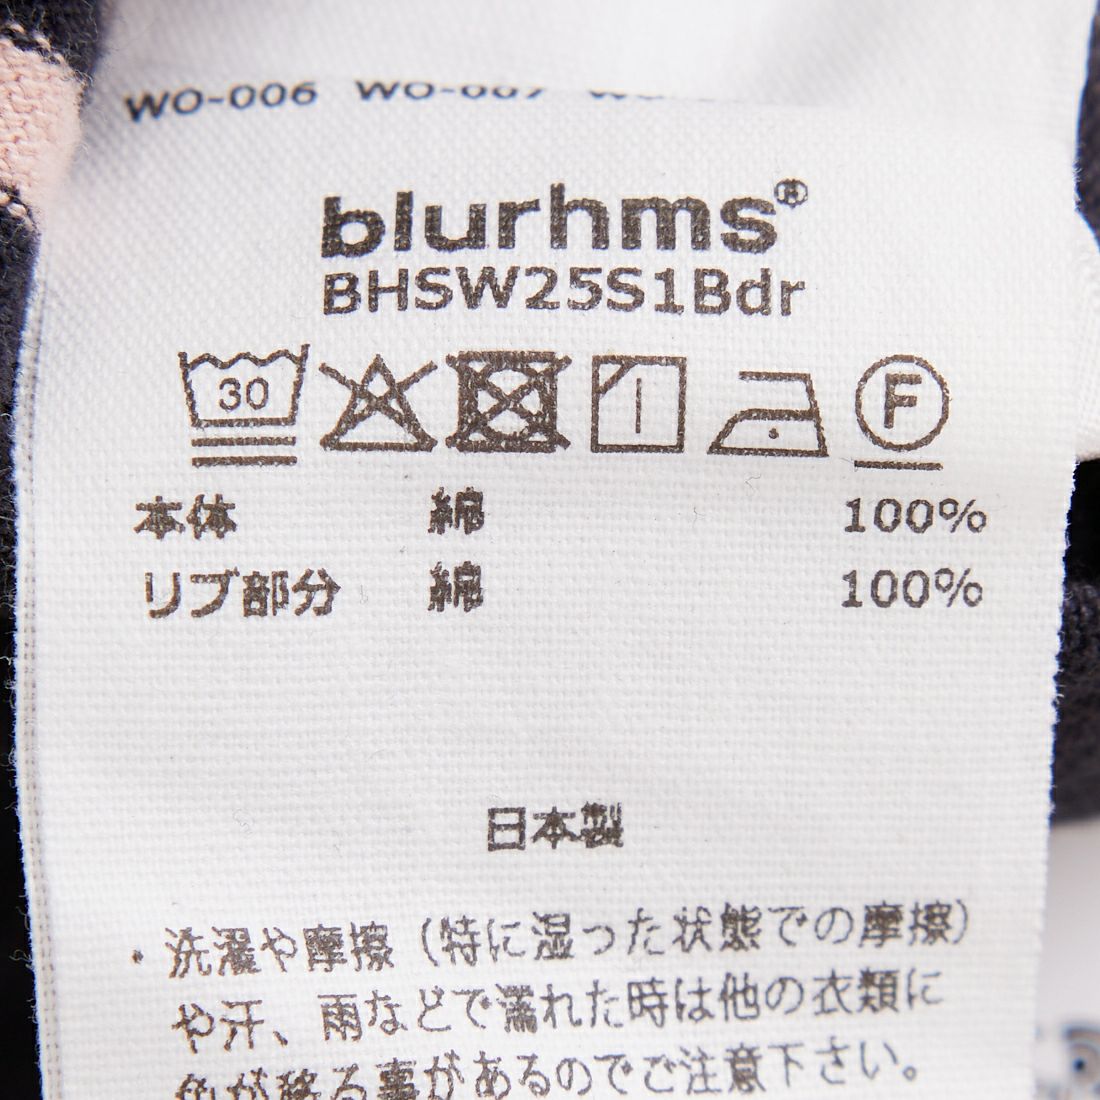 WO-006 WO-007
blurhms®
BHSW25S1Bdr
30
F
本体 綿 100%
リブ部分 綿 100%
日本製
・洗濯や摩擦（特に湿った状態での摩擦）
や汗、雨などで濡れた時は他の衣類に
色が移る事があるのでご注意下さい。